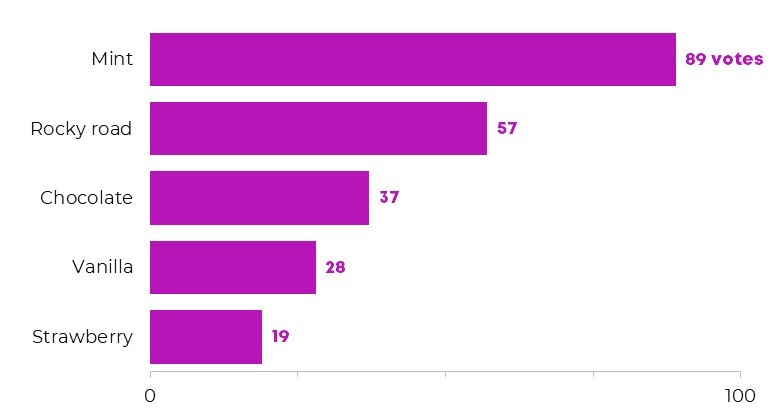 Mint 89 votes
Rocky road 57
Chocolate 37
Vanilla 28
Strawberry 19
0 100